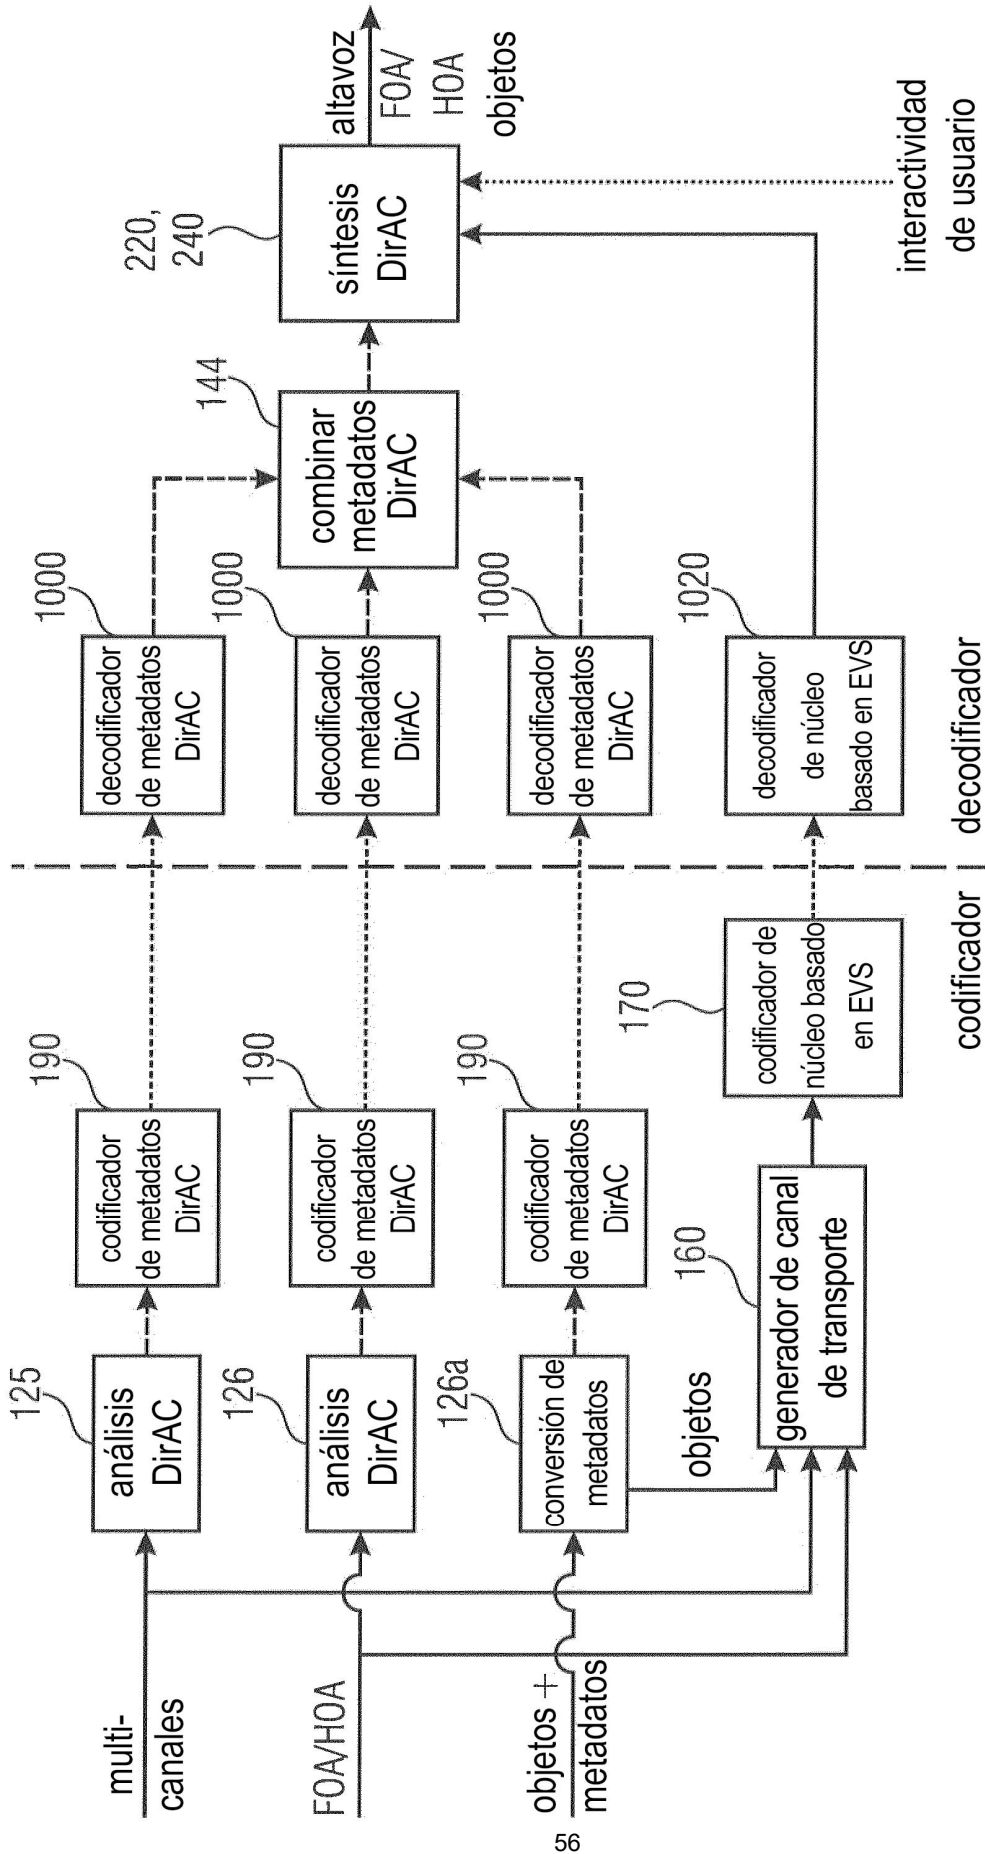 multi-
canales
FOA/HOA
objetos +
metadatos
125
análisis
DirAC
126
análisis
DirAC
126a
conversión de
metadatos
objetos
160
generador de canal
de transporte
190
codificador
de metadatos
DirAC
190
codificador
de metadatos
DirAC
190
codificador
de metadatos
DirAC
170
codificador de
núcleo basado
en EVS
codificador
decodificador
1000
decodificador
de metadatos
DirAC
1000
decodificador
de metadatos
DirAC
1000
decodificador
de metadatos
DirAC
1020
decodificador
de núcleo
basado en EVS
144
combinar
metadatos
DirAC
220,
240
síntesis
DirAC
altavoz
FOA/
HOA
objetos
interactividad
de usuario
56